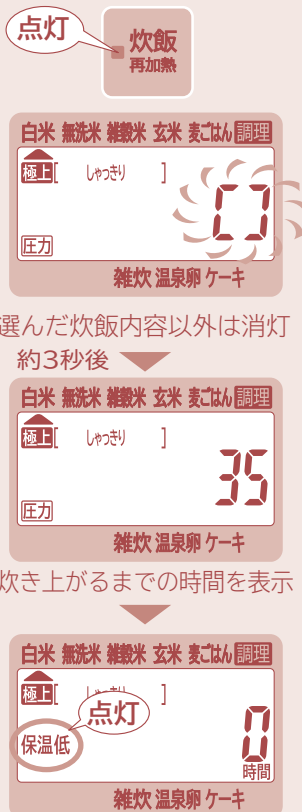 点灯
炊飯
再加熱
白米 無洗米 雑穀米 玄米 麦ごはん 調理
極上[ しゃっきり ]
圧力
雑炊 温泉卵 ケーキ
選んだ炊飯内容以外は消灯
約3秒後
白米 無洗米 雑穀米 玄米 麦ごはん 調理
極上[ しゃっきり ]
35
圧力
雑炊 温泉卵 ケーキ
炊き上がるまでの時間を表示
白米 無洗米 雑穀米 玄米 麦ごはん 調理
極上[ ]
点灯
0
保温低
時間
雑炊 温泉卵 ケーキ